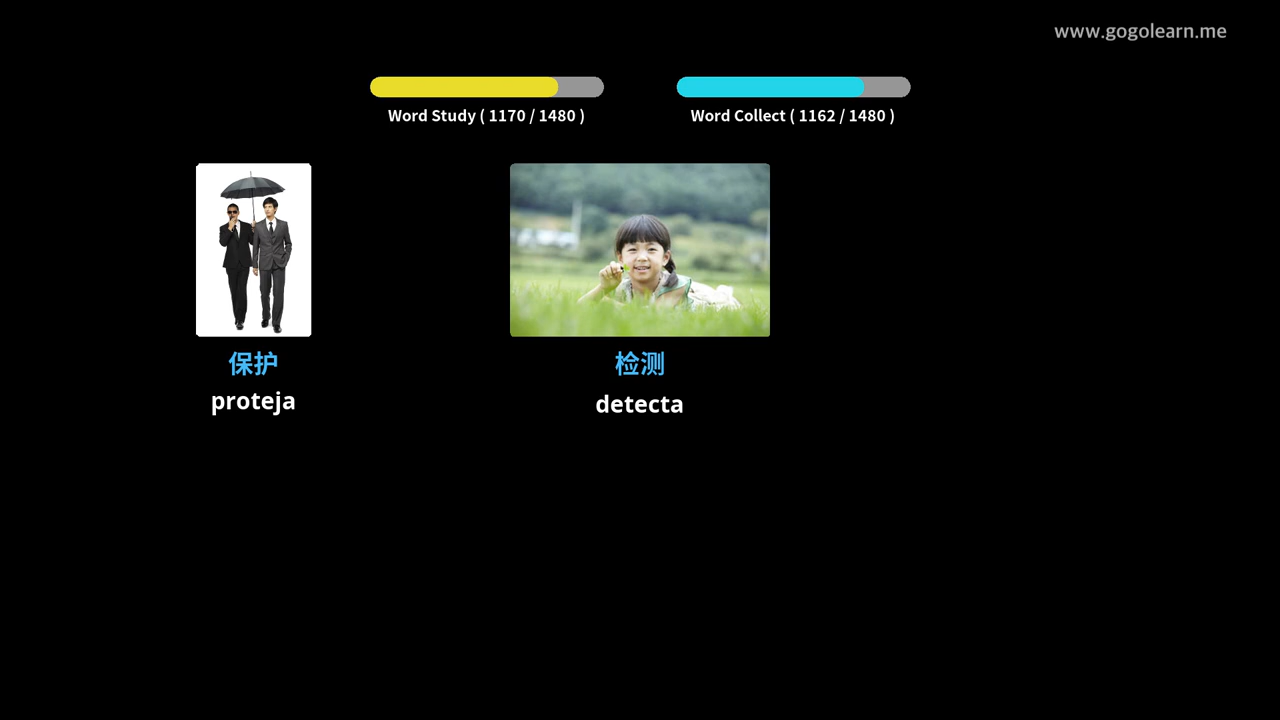 www.gogolearn.me
Word Study ( 1170 / 1480 )
Word Collect ( 1162 / 1480 )
保护
proteja
检测
detecta